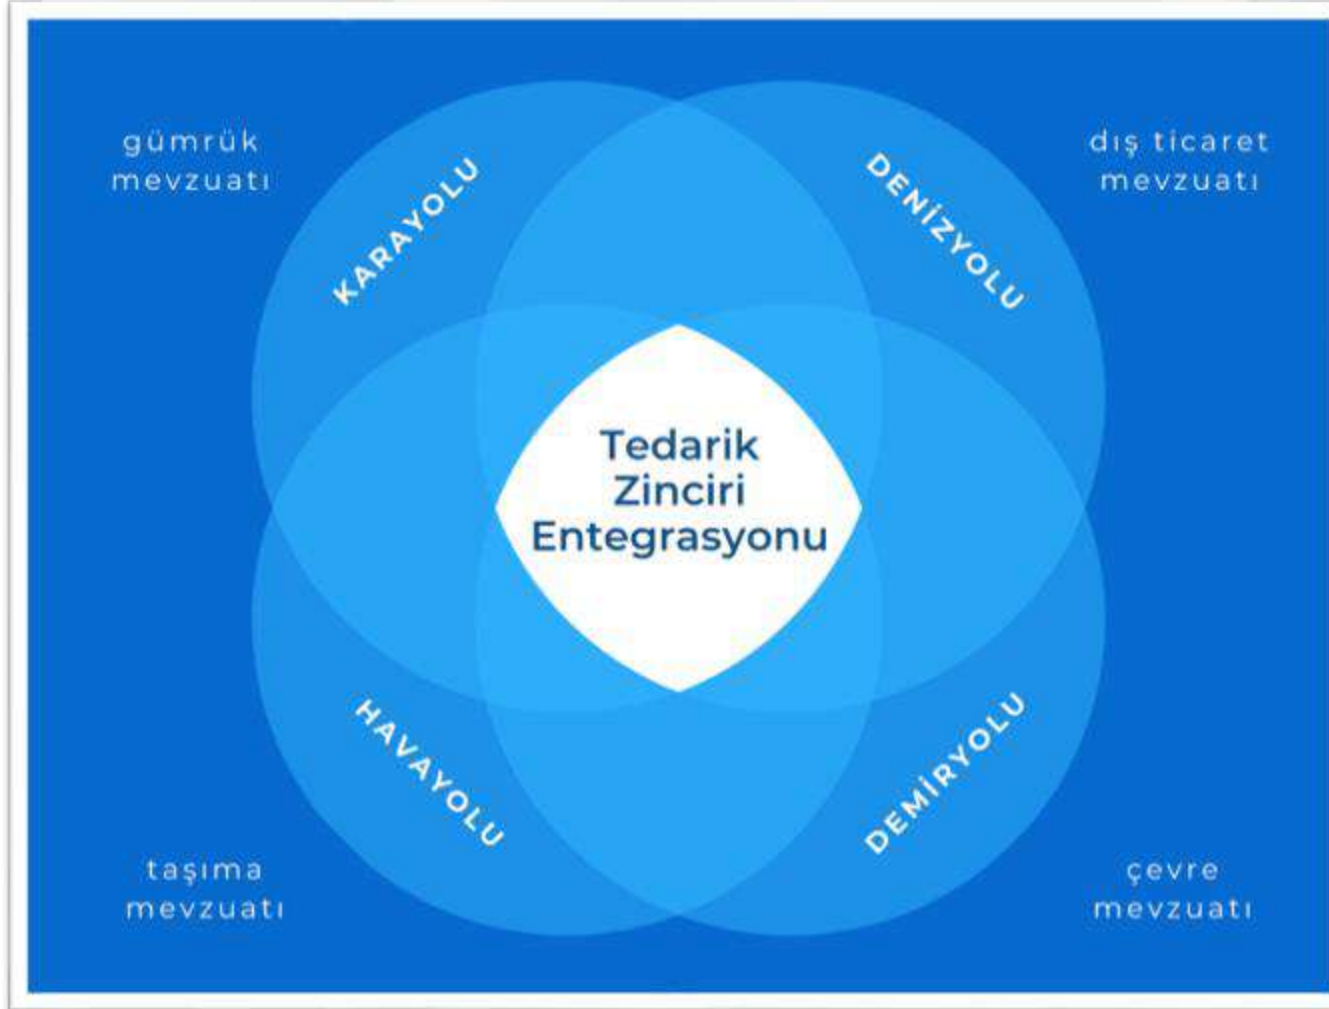 gümrük
mevzuatı
dış ticaret
mevzuatı
KARAYOLU
DENİZYOLU
Tedarik
Zinciri
Entegrasyonu
HAVAYOLU
DEMİRYOLU
taşıma
mevzuatı
çevre
mevzuatı